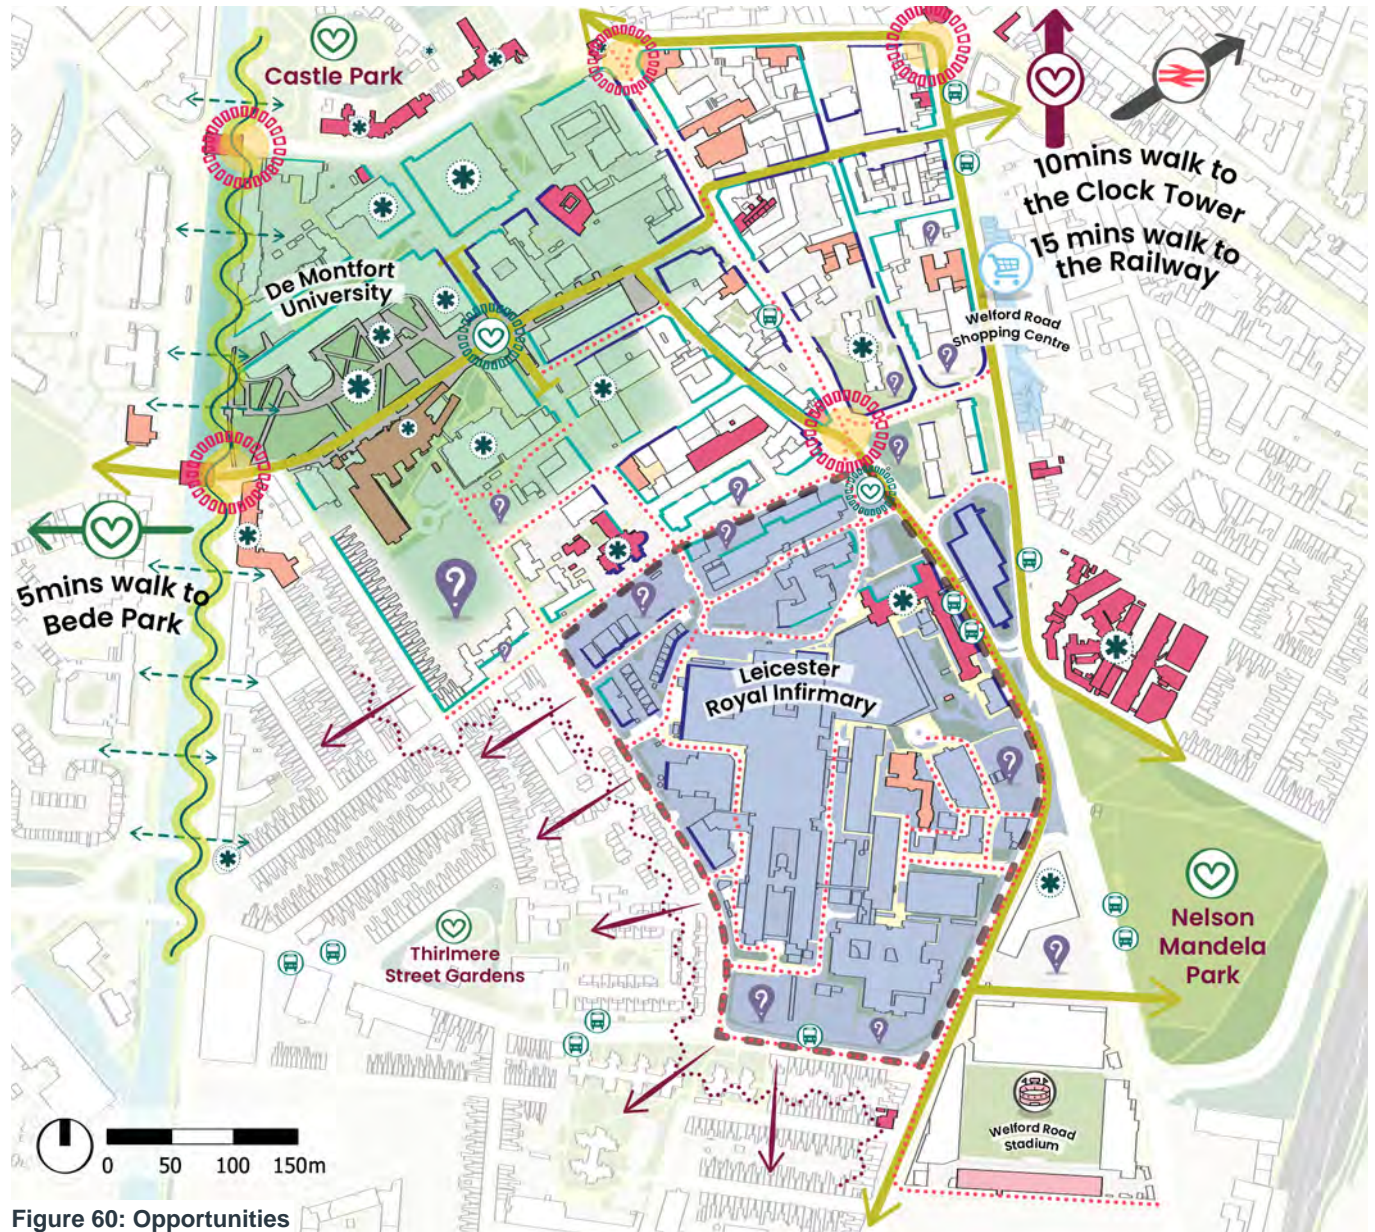 Castle Park
10mins walk to
the Clock Tower
15 mins walk to
the Railway
De Montfort
University
Welford Road
Shopping Centre
5mins walk to
Bede Park
Leicester
Royal Infirmary
Thirlmere
Street Gardens
Nelson
Mandela
Park
Welford Road
Stadium
0 50 100 150m
Figure 60: Opportunities